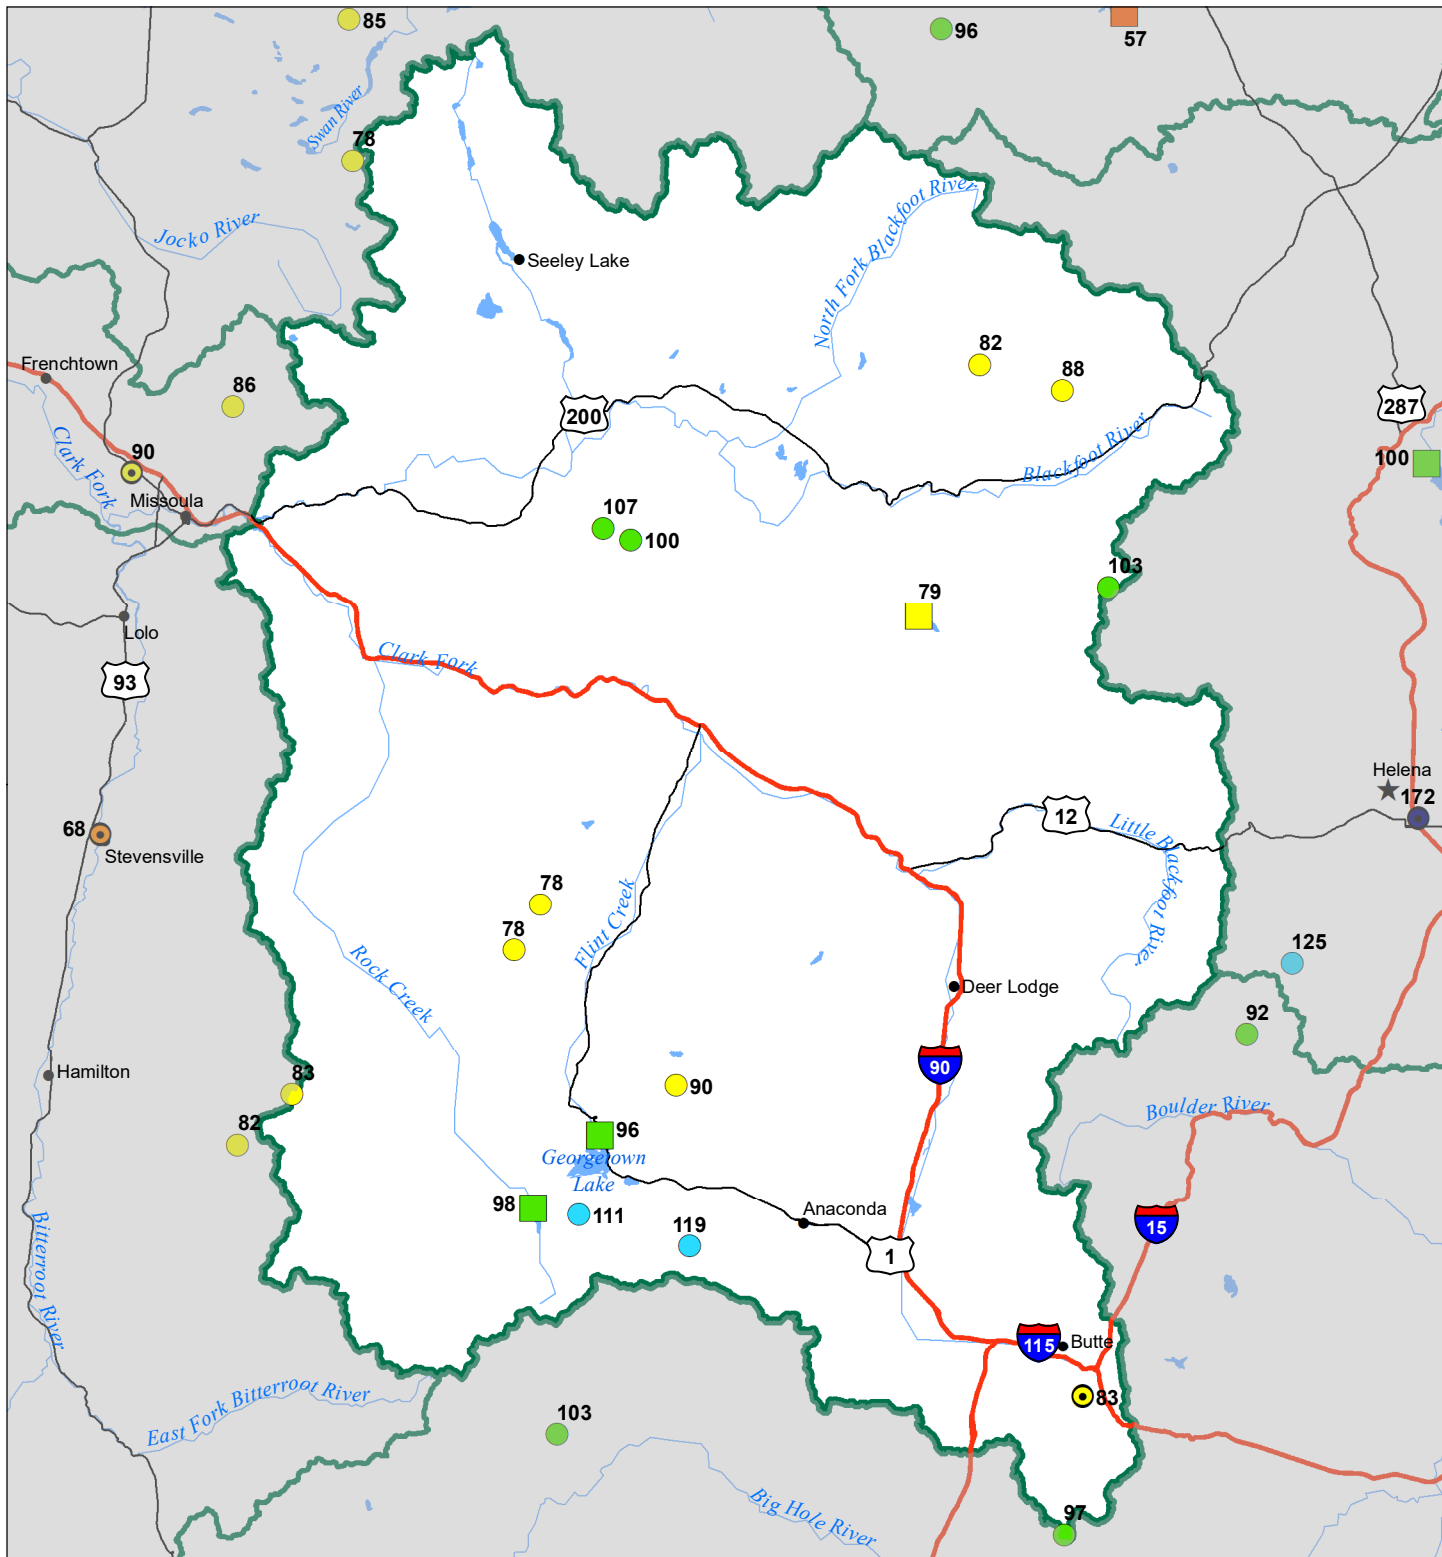 85
96
57
Swan River
78
Jocko River
North Fork Blackfoot River
Seeley Lake
Frenchtown
82
88
86
200
287
Clark Fork
90
Blackfoot River
100
Missoula
107
100
103
79
Lolo
Clark Fork
93
Helena
172
12
Little Blackfoot River
68
Stevensville
78
Flint Creek
78
125
Rock Creek
Deer Lodge
92
Hamilton
83
90
90
Boulder River
82
96
Georgetown
Lake
98
111
Anaconda
119
15
1
Bitterroot River
115
Butte
83
East Fork Bitterroot River
103
Big Hole River
97